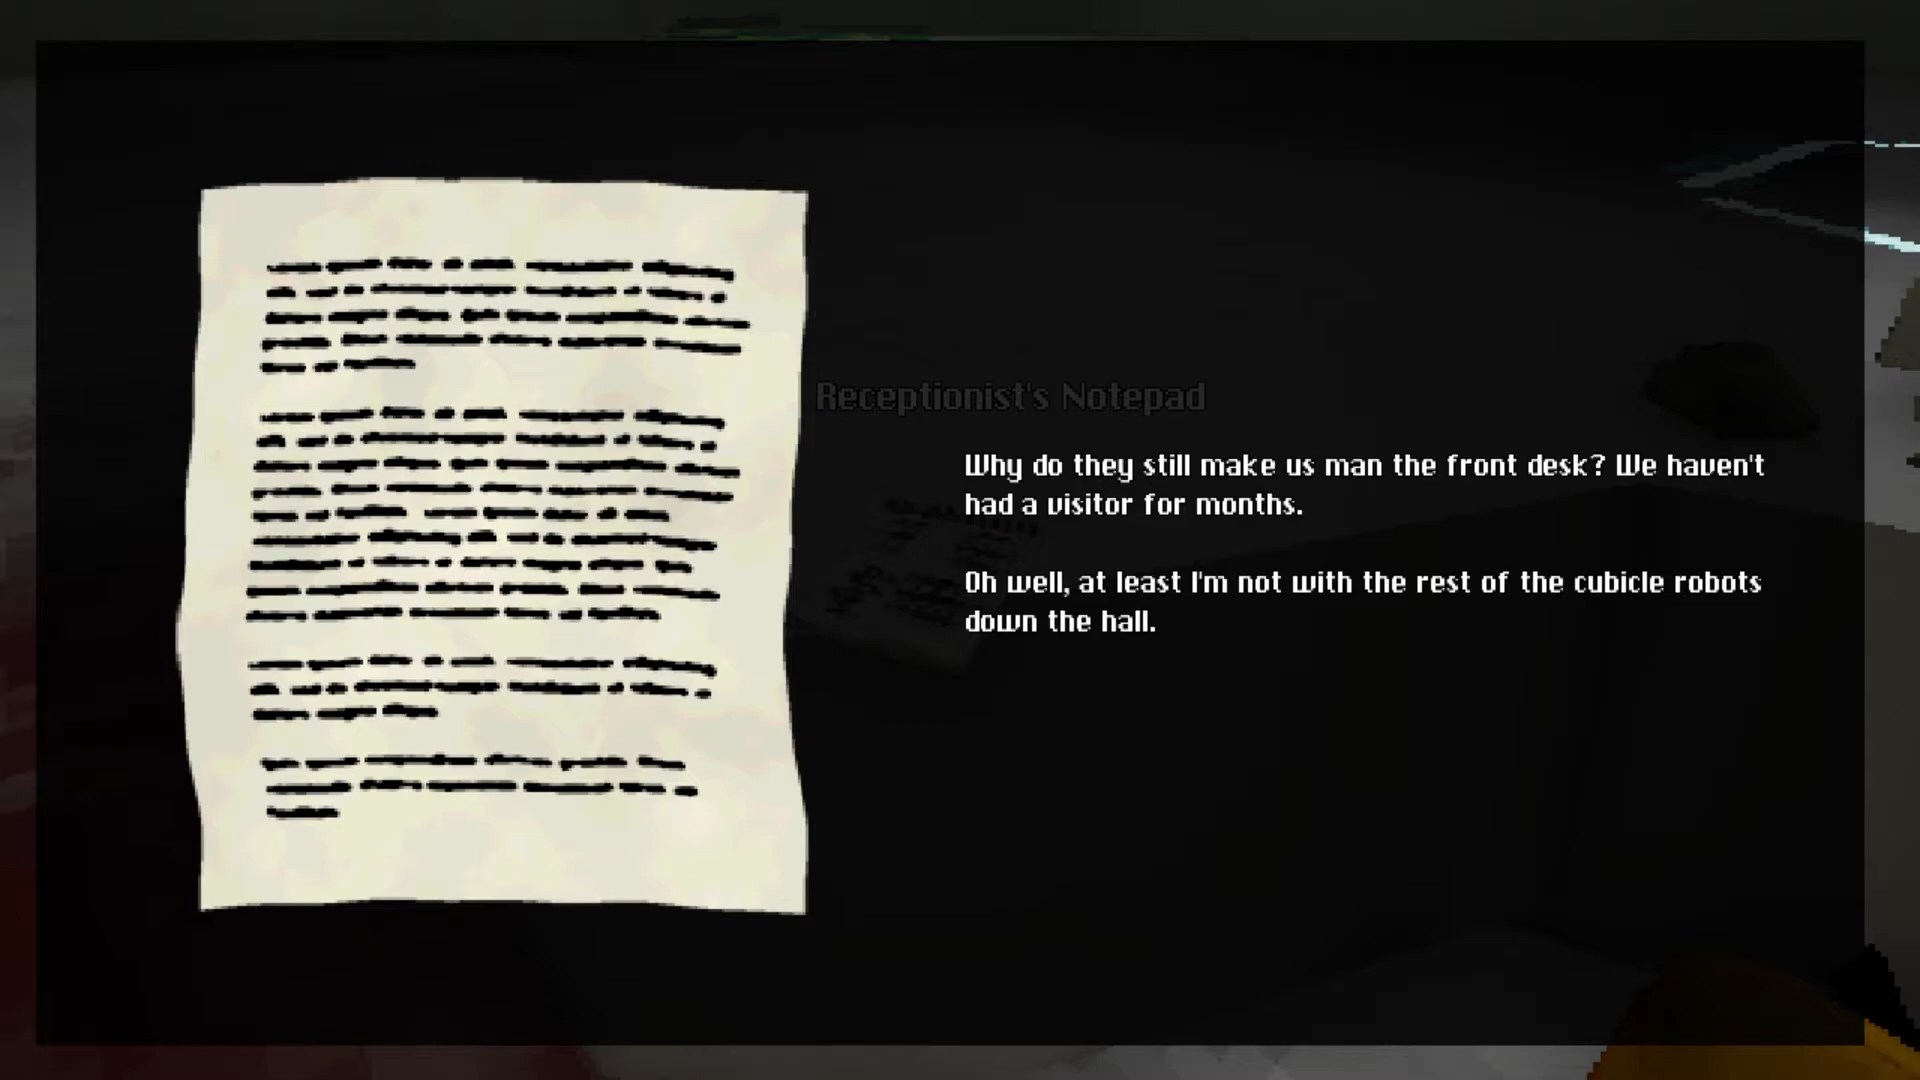 Receptionist's Notepad
Why do they still make us man the front desk? We haven't
had a visitor for months.
Oh well, at least I'm not with the rest of the cubicle robots
down the hall.